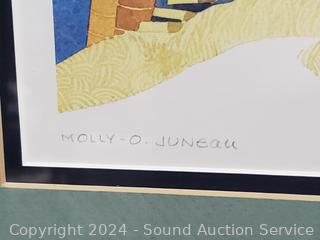 MOLLY-O. JUNEAU
Copyright 2024 - Sound Auction Service